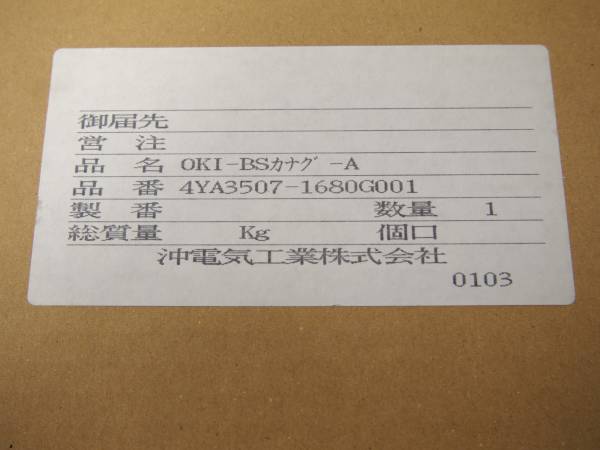 御届先
営 注
品 名 OKI-BSｶﾅｸﾞ-A
品 番 4YA3507-1680G001
製 番 数量 1
総質量 Kg 個口
沖電気工業株式会社
0103